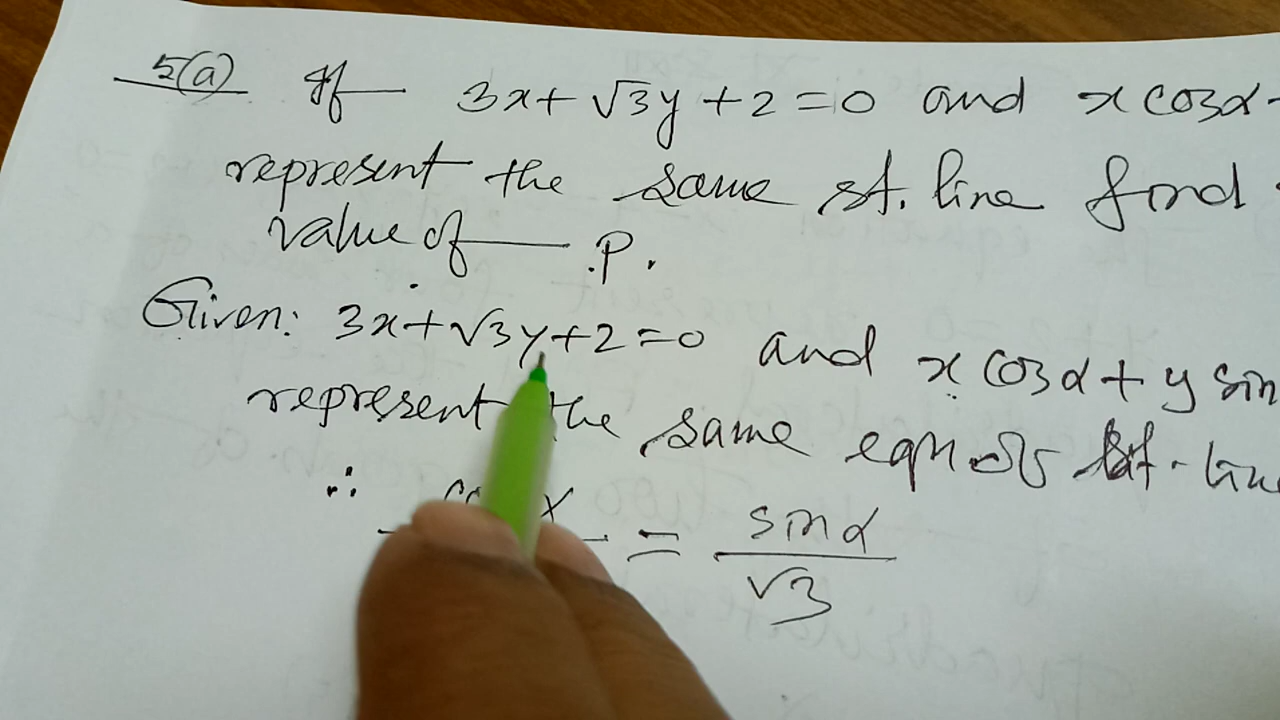 5(a) If 3x+√3y+2=0 and x cosα-
represent the same st. line find
value of P.
Given: 3x+√3y+2=0 and x cosα+y sin
represent the same eqn of st. line
∴ = sinα
√3